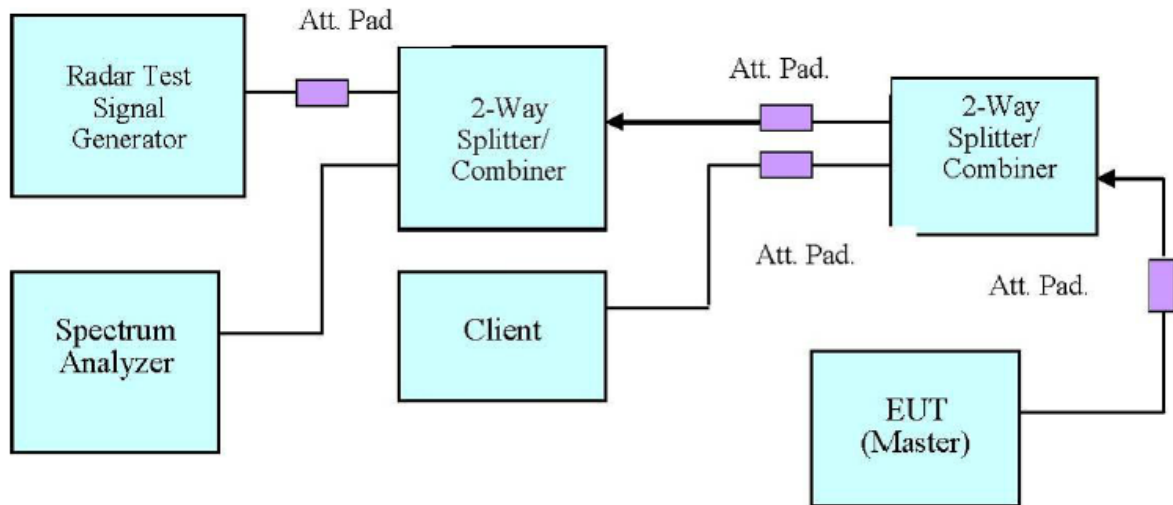 Att. Pad
Radar Test
Signal
Generator
2-Way
Splitter/
Combiner
Att. Pad.
2-Way
Splitter/
Combiner
Att. Pad.
Att. Pad.
Spectrum
Analyzer
Client
EUT
(Master)